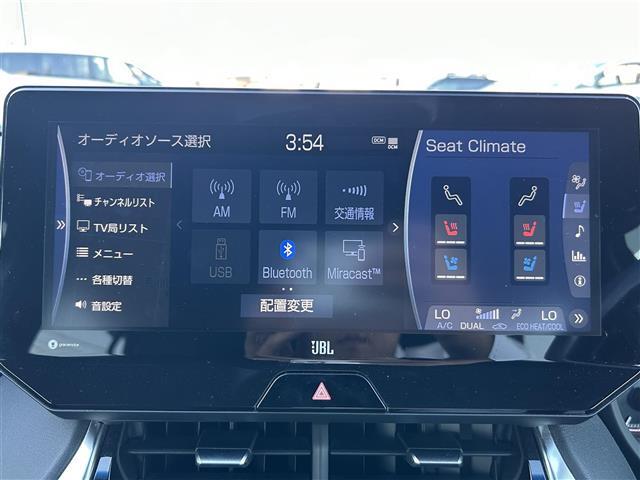 オーディオソース選択
3:54
DCM
DCM
Seat Climate
オーディオ選択
チャンネルリスト
TV局リスト
メニュー
各種切替
音設定
AM
FM
交通情報
USB
Bluetooth
Miracast™
配置変更
LO
LO
A/C
DUAL
ECO HEAT/COOL
gracenote
JBL